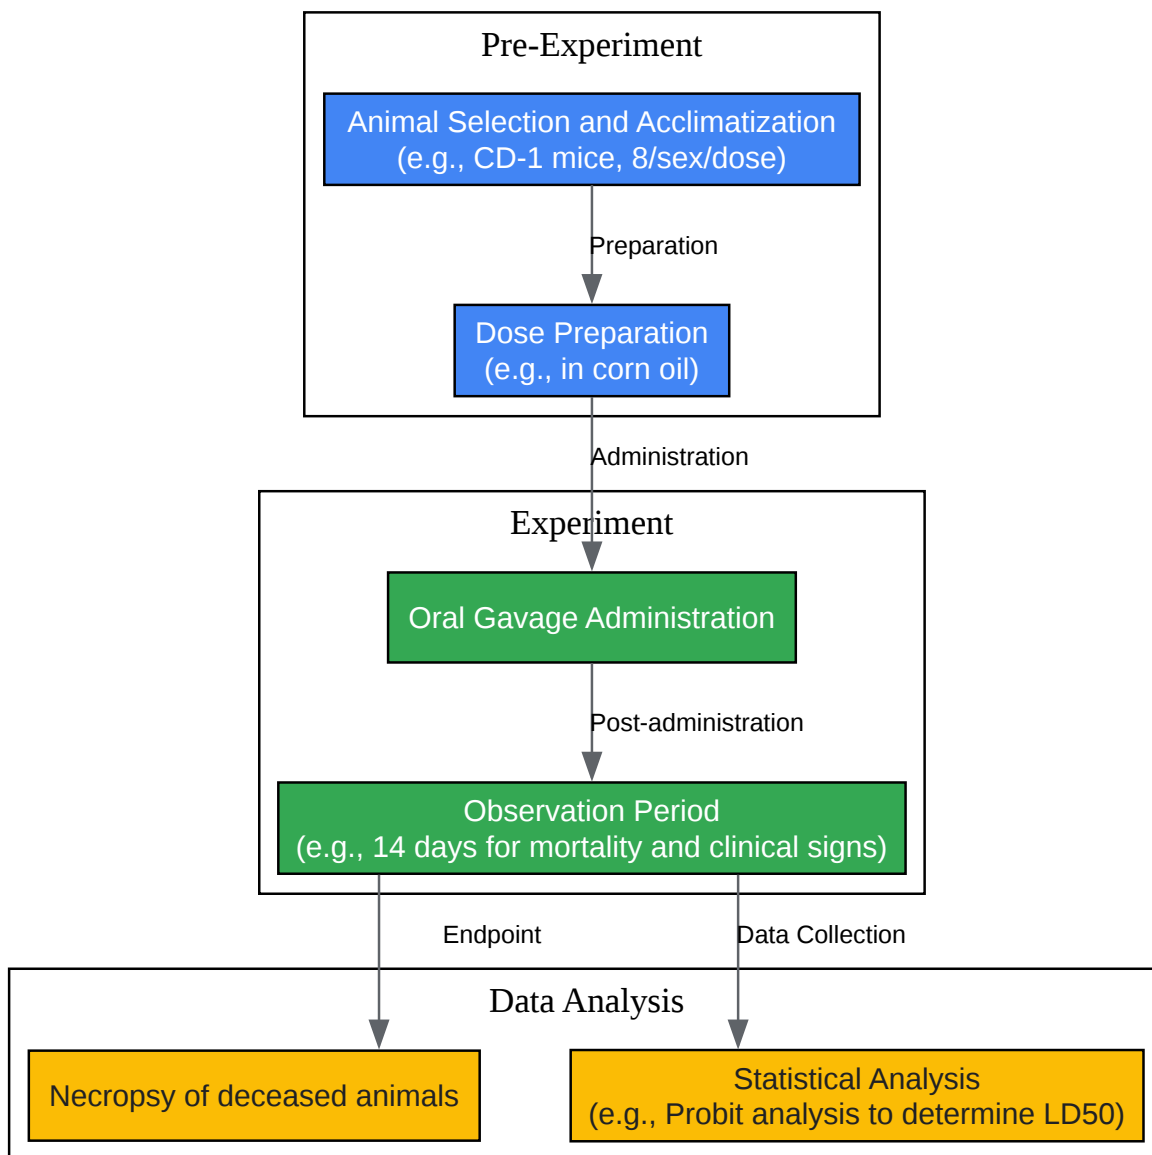 Pre-Experiment
Animal Selection and Acclimatization
(e.g., CD-1 mice, 8/sex/dose)
Preparation
Dose Preparation
(e.g., in corn oil)
Administration
Experiment
Oral Gavage Administration
Post-administration
Observation Period
(e.g., 14 days for mortality and clinical signs)
Endpoint
Data Collection
Data Analysis
Necropsy of deceased animals
Statistical Analysis
(e.g., Probit analysis to determine LD50)